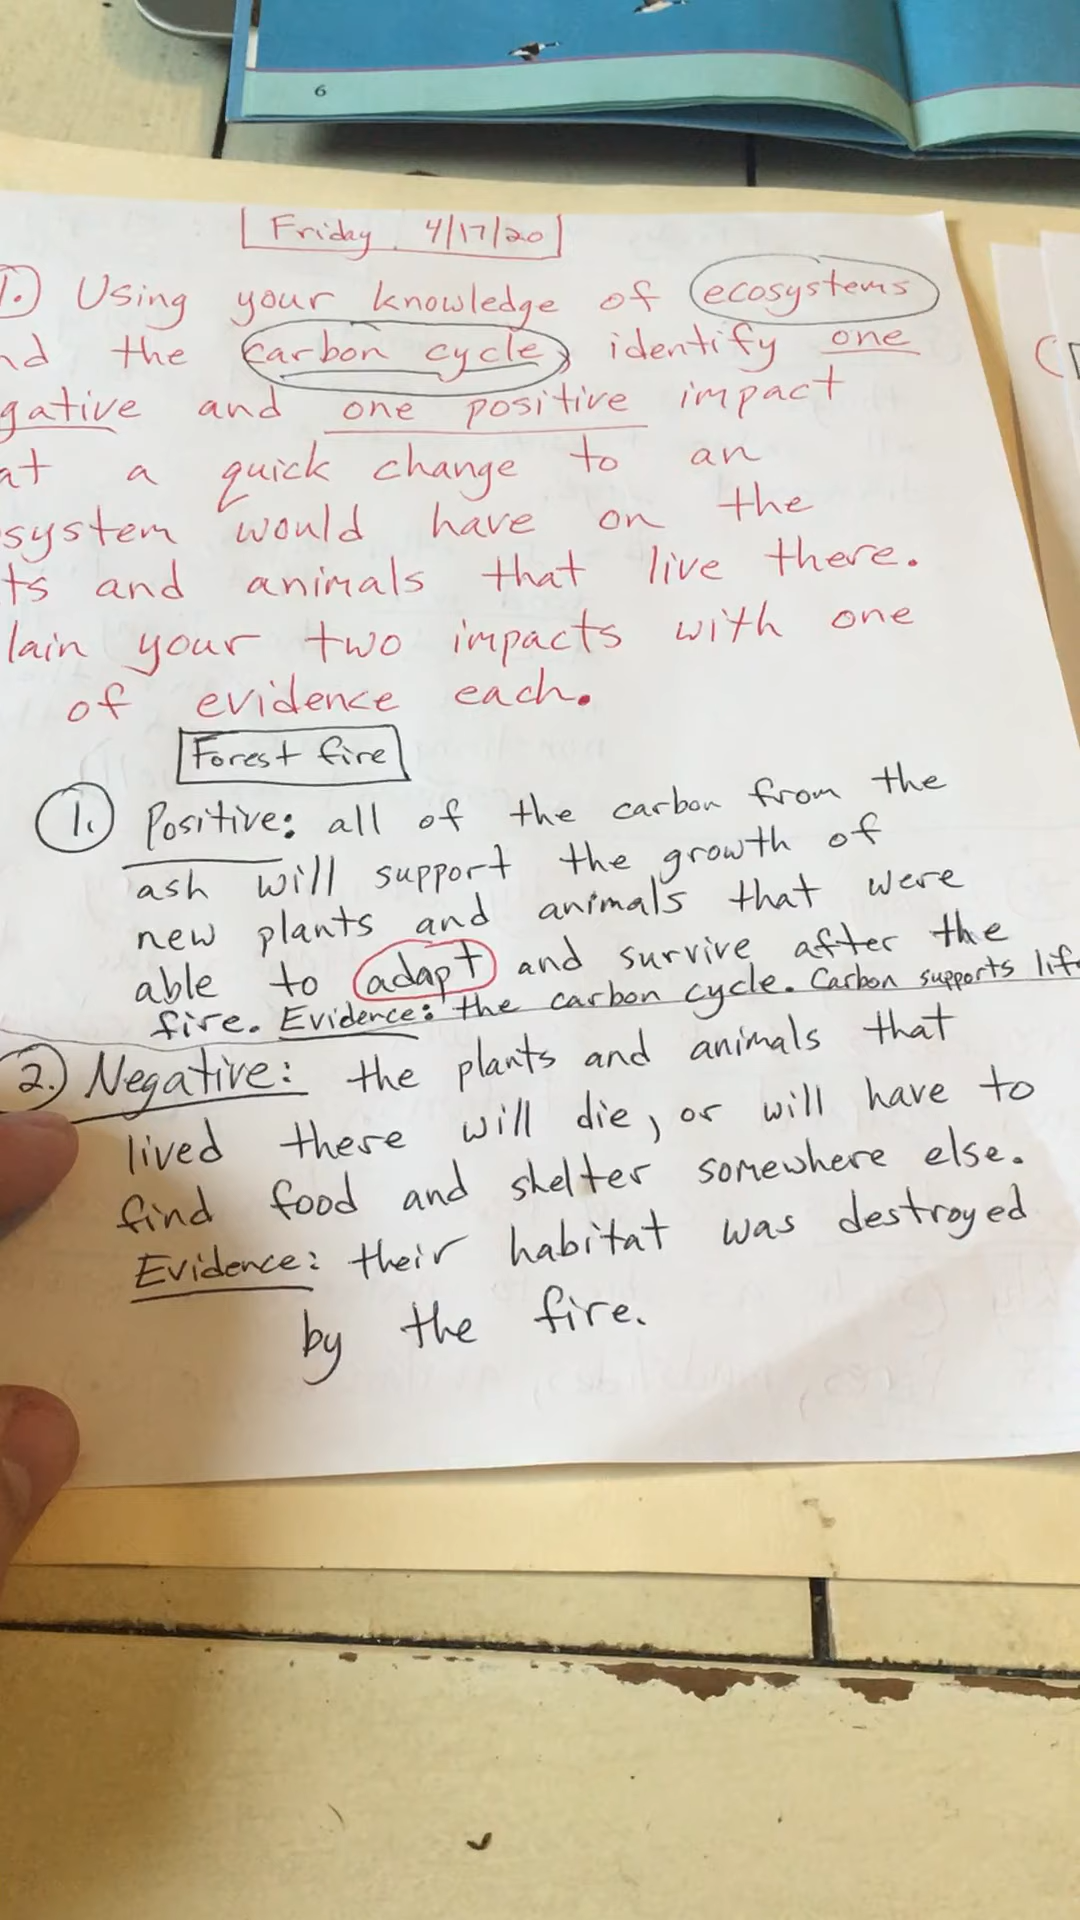 6
Friday 4/17/20
1. Using your knowledge of ecosystems
nd the carbon cycle, identify one
gative and one positive impact
at a quick change to an
system would have on the
ts and animals that live there.
lain your two impacts with one
of evidence each.
Forest fire
1. Positive: all of the carbon from the
ash will support the growth of
new plants and animals that were
able to adapt and survive after the
fire. Evidence: the carbon cycle. Carbon supports life
2. Negative: the plants and animals that
lived there will die, or will have to
find food and shelter somewhere else.
Evidence: their habitat was destroyed
by the fire.